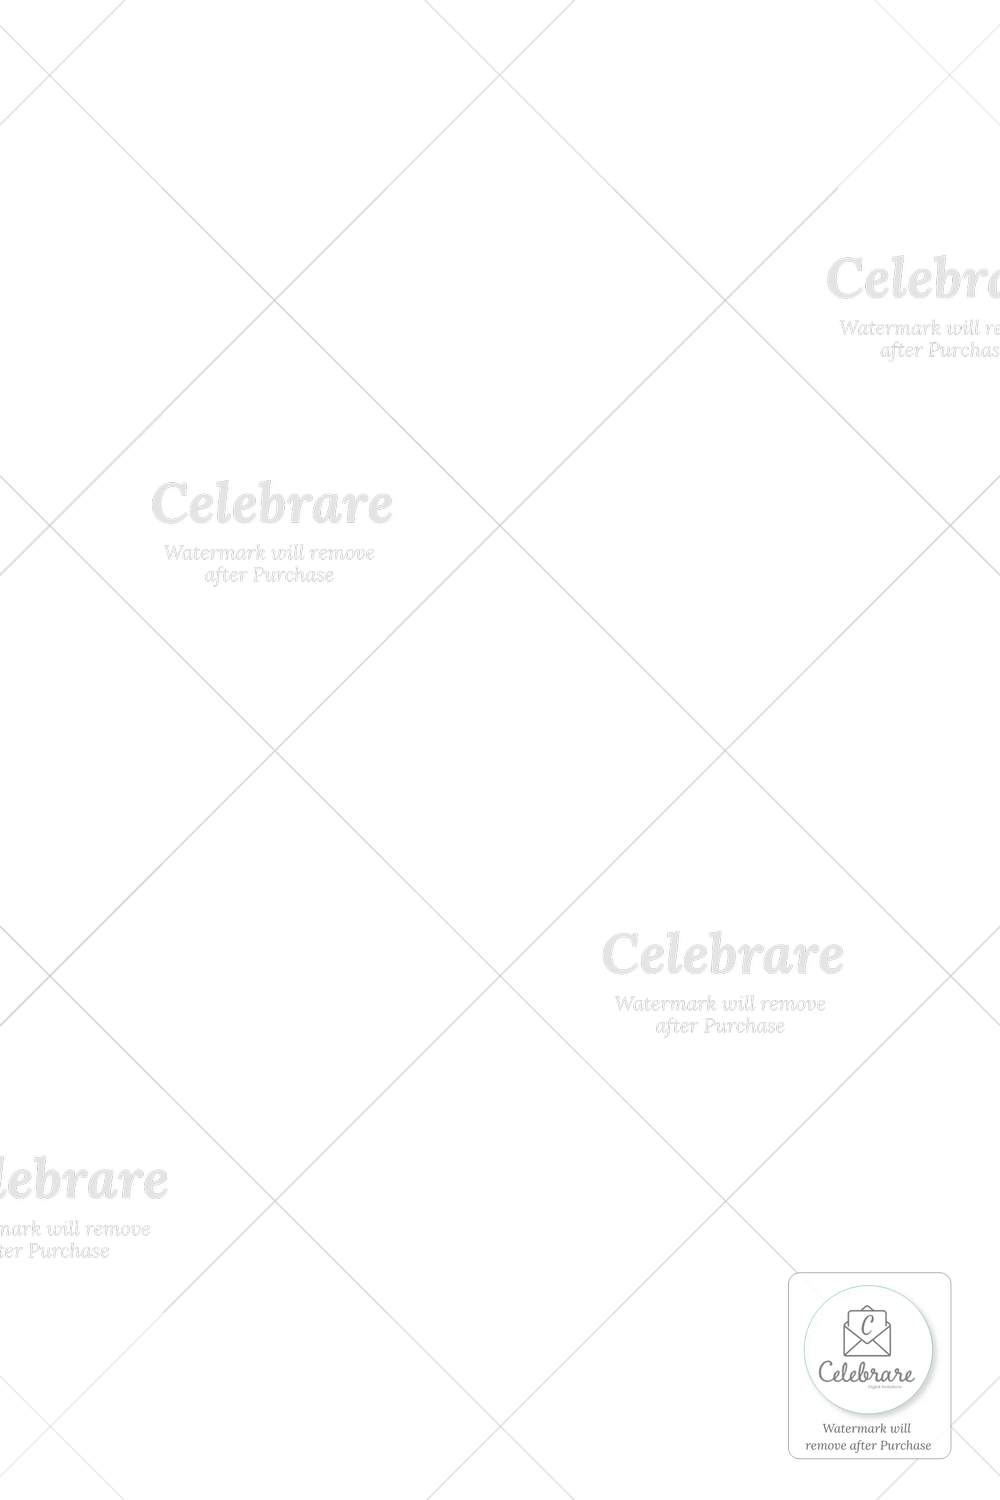 Celebra
Watermark will re
after Purchas
Celebrare
Watermark will remove
after Purchase
Celebrare
Watermark will remove
after Purchase
lebrare
mark will remove
ter Purchase
C
Celebrare
Digital Invitations
Watermark will
remove after Purchase